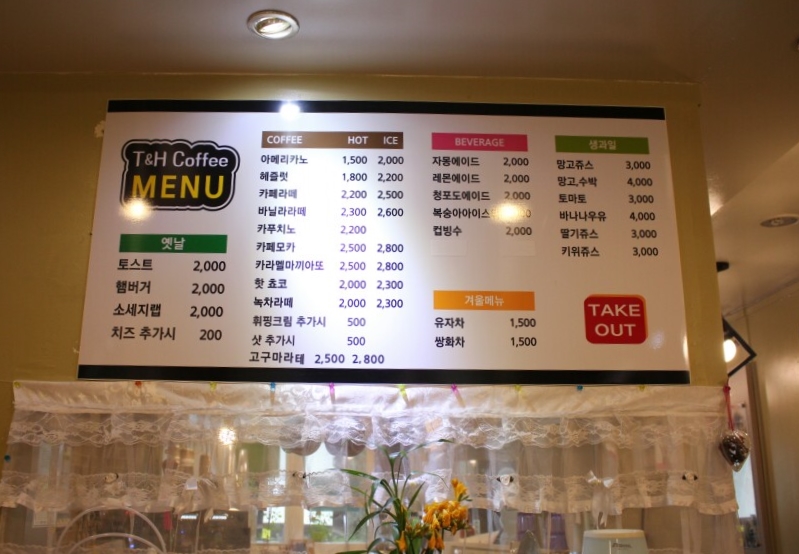 T&H Coffee
MENU
옛날
토스트 2,000
햄버거 2,000
소세지랩 2,000
치즈 추가시 200
COFFEE HOT ICE
아메리카노 1,500 2,000
헤즐럿 1,800 2,200
카페라떼 2,200 2,500
바닐라라떼 2,300 2,600
카푸치노 2,200
카페모카 2,500 2,800
카라멜마끼아또 2,500 2,800
핫 쵸코 2,000 2,300
녹차라떼 2,000 2,300
휘핑크림 추가시 500
샷 추가시 500
고구마라테 2,500 2,800
BEVERAGE
자몽에이드 2,000
레몬에이드 2,000
청포도에이드 2,000
복숭아아이스
컵빙수 2,000
겨울메뉴
유자차 1,500
쌍화차 1,500
생과일
망고쥬스 3,000
망고,수박 4,000
토마토 3,000
바나나우유 4,000
딸기쥬스 3,000
키위쥬스 3,000
TAKE
OUT